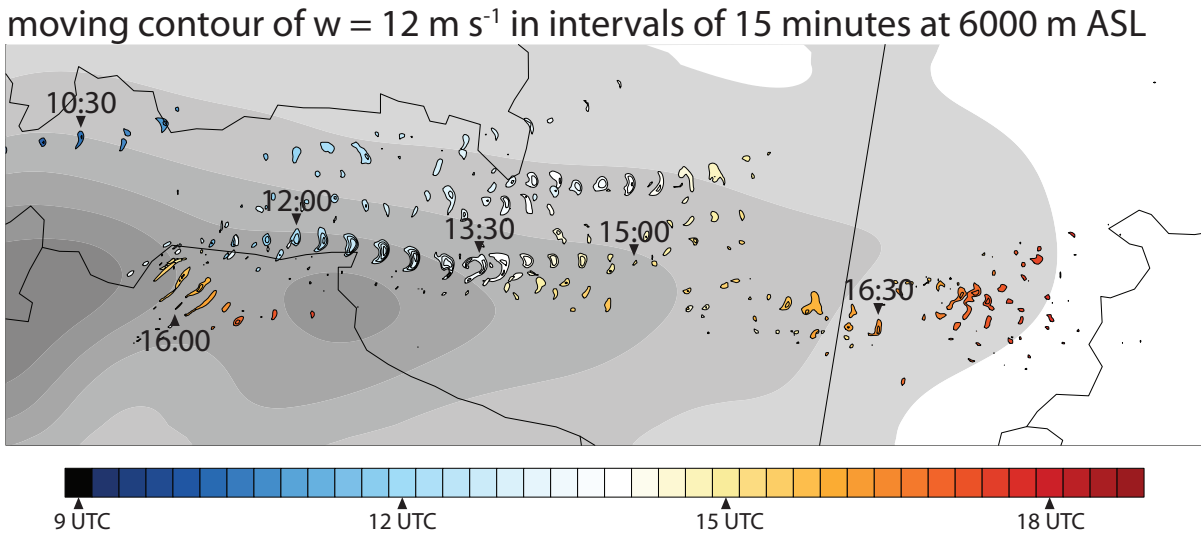 moving contour of w = 12 m s⁻¹ in intervals of 15 minutes at 6000 m ASL
10:30
12:00
13:30
15:00
16:30
16:00
9 UTC
12 UTC
15 UTC
18 UTC